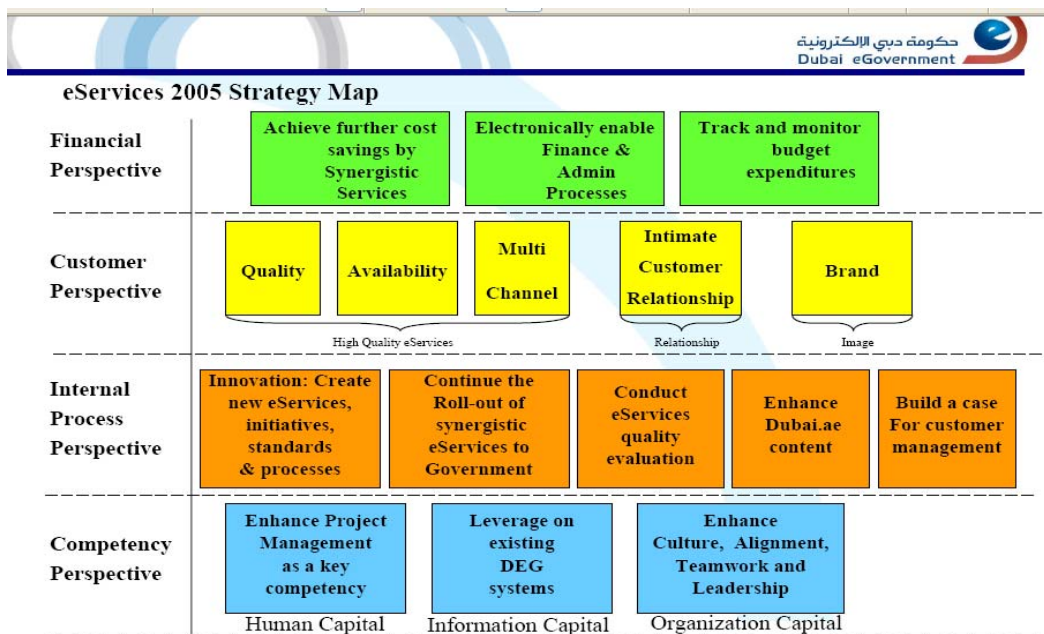 حكومة دبي الإلكترونية
Dubai eGovernment
eServices 2005 Strategy Map
Financial
Perspective
Achieve further cost
savings by
Synergistic
Services
Electronically enable
Finance &
Admin
Processes
Track and monitor
budget
expenditures
Customer
Perspective
Quality
Availability
Multi
Channel
Intimate
Customer
Relationship
Brand
High Quality eServices
Relationship
Image
Internal
Process
Perspective
Innovation: Create
new eServices,
initiatives,
standards
& processes
Continue the
Roll-out of
synergistic
eServices to
Government
Conduct
eServices
quality
evaluation
Enhance
Dubai.ae
content
Build a case
For customer
management
Competency
Perspective
Enhance Project
Management
as a key
competency
Leverage on
existing
DEG
systems
Enhance
Culture, Alignment,
Teamwork and
Leadership
Human Capital
Information Capital
Organization Capital